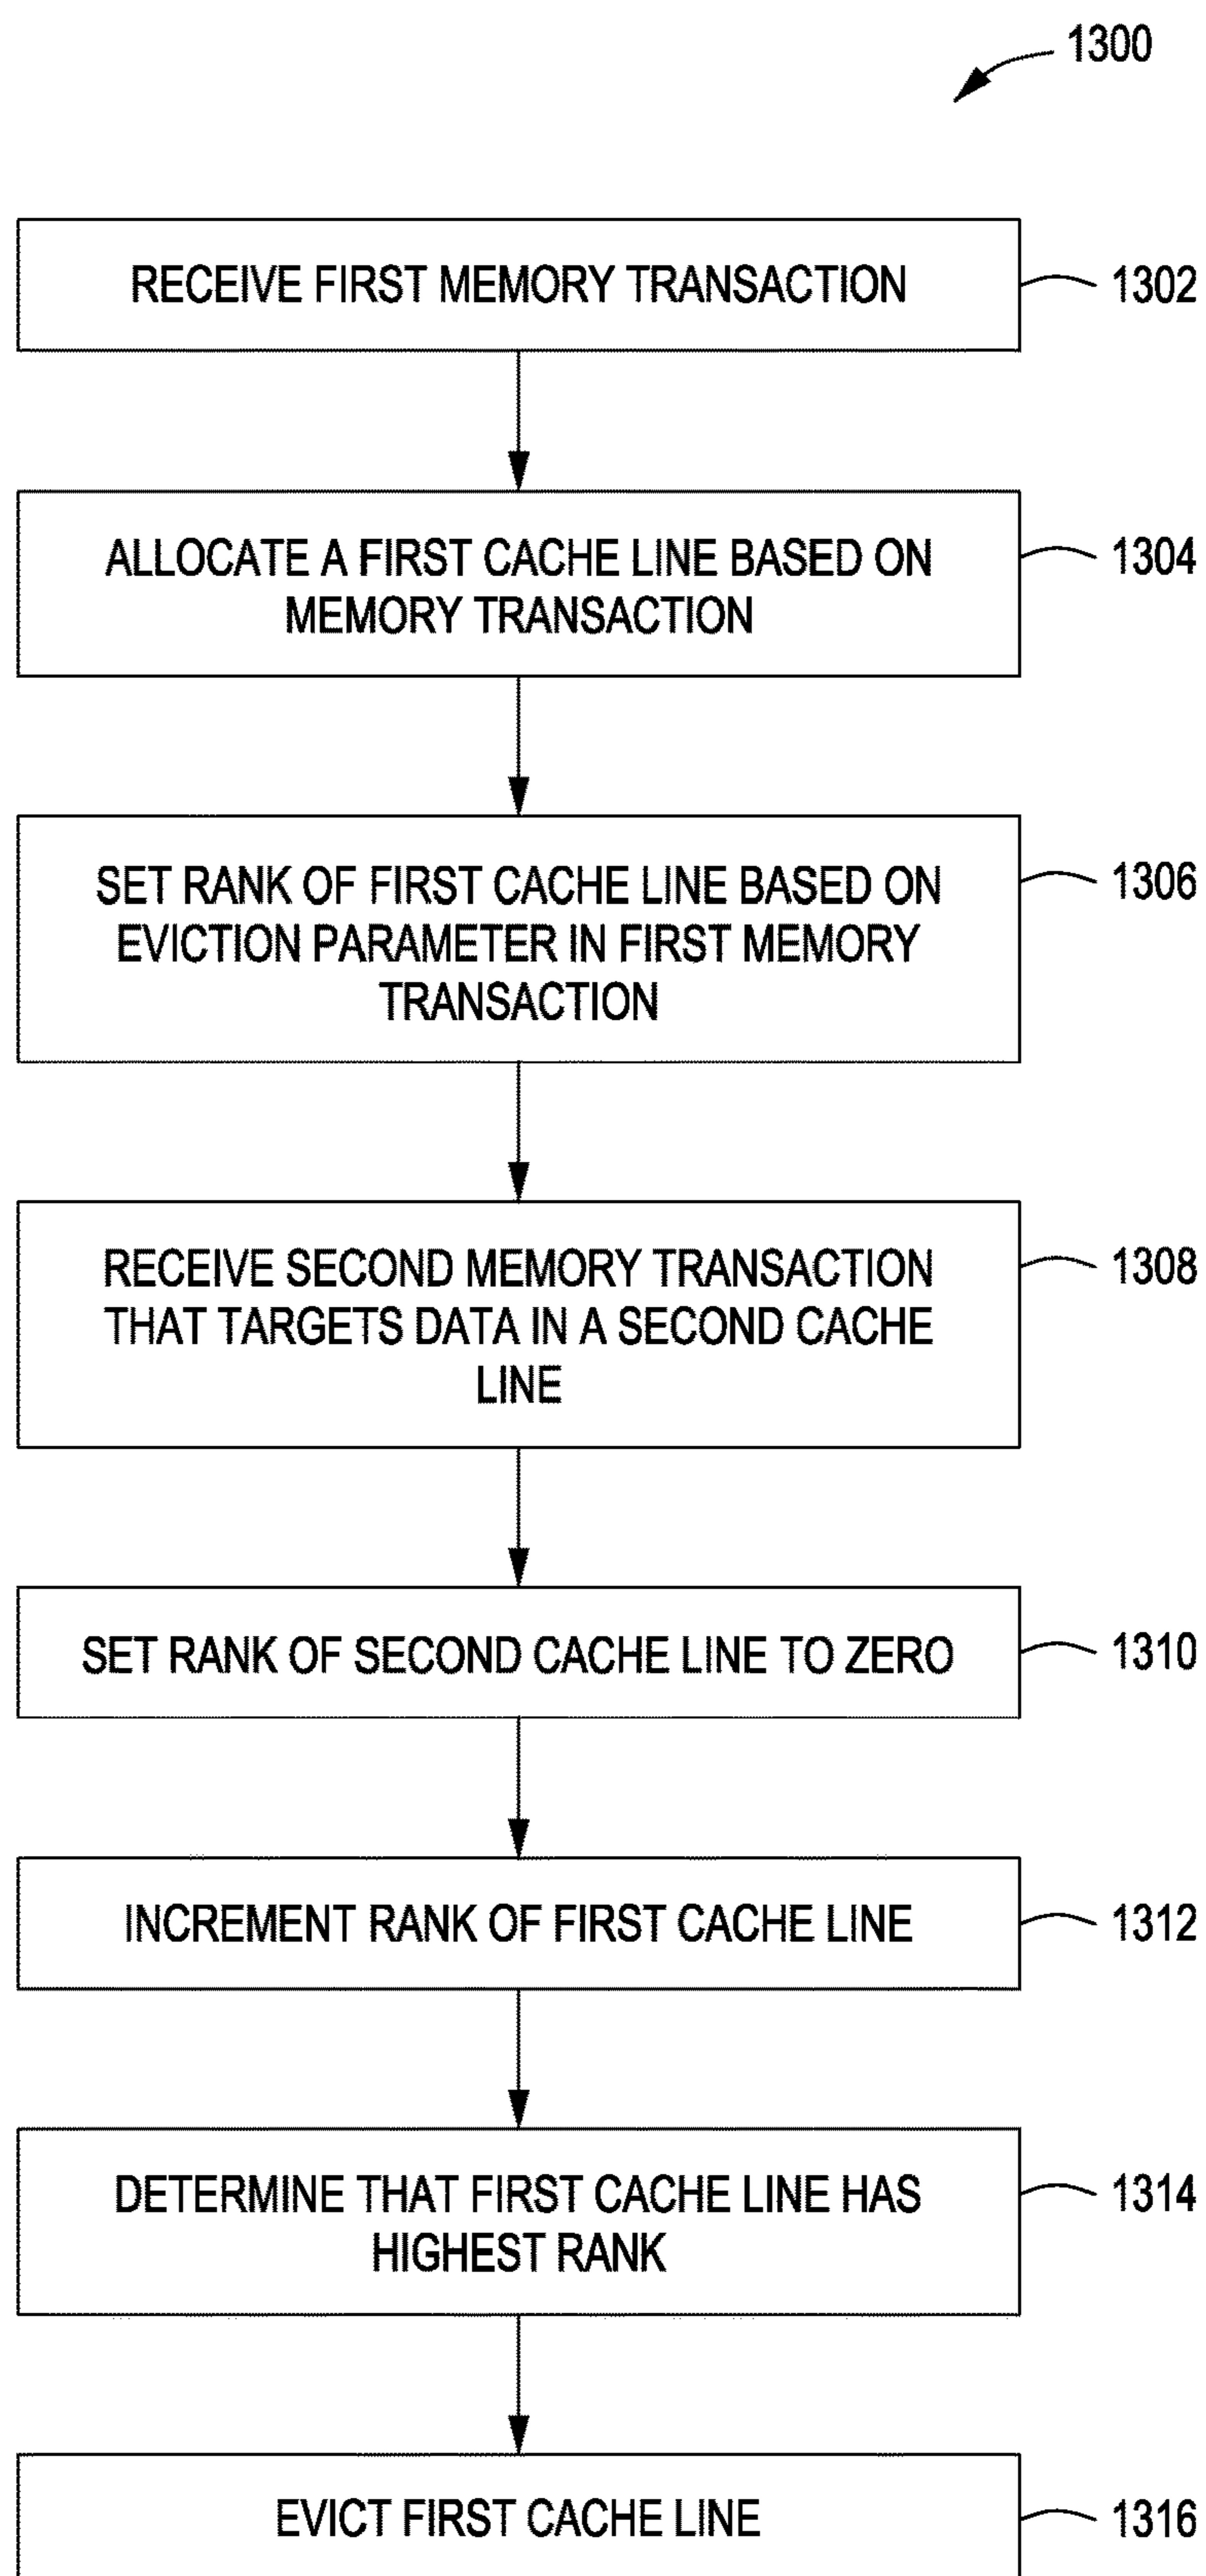 1300
RECEIVE FIRST MEMORY TRANSACTION
1302
ALLOCATE A FIRST CACHE LINE BASED ON
MEMORY TRANSACTION
1304
SET RANK OF FIRST CACHE LINE BASED ON
EVICTION PARAMETER IN FIRST MEMORY
TRANSACTION
1306
RECEIVE SECOND MEMORY TRANSACTION
THAT TARGETS DATA IN A SECOND CACHE
LINE
1308
SET RANK OF SECOND CACHE LINE TO ZERO
1310
INCREMENT RANK OF FIRST CACHE LINE
1312
DETERMINE THAT FIRST CACHE LINE HAS
HIGHEST RANK
1314
EVICT FIRST CACHE LINE
1316